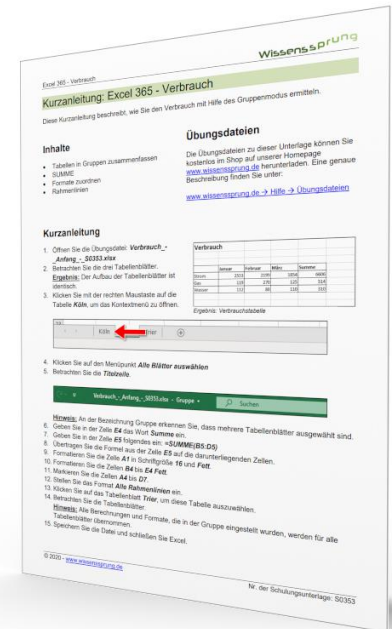 Wissenssprung
Excel 365 - Verbrauch
Kurzanleitung: Excel 365 - Verbrauch
Diese Kurzanleitung beschreibt, wie Sie den Verbrauch mit Hilfe des Gruppenmodus ermitteln.
Inhalte
• Tabellen in Gruppen zusammenfassen
• SUMME
• Formate zuordnen
• Rahmenlinien
Übungsdateien
Die Übungsdateien zu dieser Unterlage können Sie
kostenlos im Shop auf unserer Homepage
www.wissenssprung.de herunterladen. Eine genaue
Beschreibung finden Sie unter:
www.wissenssprung.de → Hilfe → Übungsdateien
Kurzanleitung
1. Öffnen Sie die Übungsdatei: Verbrauch_-
_Anfang_-_S0353.xlsx
2. Betrachten Sie die drei Tabellenblätter.
Ergebnis: Der Aufbau der Tabellenblätter ist
identisch.
3. Klicken Sie mit der rechten Maustaste auf die
Tabelle Köln, um das Kontextmenü zu öffnen.
Verbrauch
Januar Februar März Summe
Gas
Wasser
Ergebnis: Verbrauchstabelle
Köln Trier
4. Klicken Sie auf den Menüpunkt Alle Blätter auswählen
5. Betrachten Sie die Titelzeile.
Verbrauch_-_Anfang_-_S0353.xlsx - Gruppe Suchen
Hinweis: An der Bezeichnung Gruppe erkennen Sie, dass mehrere Tabellenblätter ausgewählt sind.
6. Geben Sie in der Zelle E4 das Wort Summe ein.
7. Geben Sie in der Zelle E5 folgendes ein: =SUMME(B5:D5)
8. Übertragen Sie die Formel aus der Zelle E5 auf die darunterliegenden Zellen.
9. Formatieren Sie die Zelle A1 in Schriftgröße 16 und Fett.
10. Formatieren Sie die Zellen B4 bis E4 Fett.
11. Markieren Sie die Zellen A4 bis D7.
12. Stellen Sie das Format Alle Rahmenlinien ein.
13. Klicken Sie auf das Tabellenblatt Trier, um diese Tabelle auszuwählen.
14. Betrachten Sie die Tabellenblätter.
Hinweis: Alle Berechnungen und Formate, die in der Gruppe eingestellt wurden, werden für alle
Tabellenblätter übernommen.
15. Speichern Sie die Datei und schließen Sie Excel.
© 2020 - www.wissenssprung.de
Nr. der Schulungsunterlage: S0353